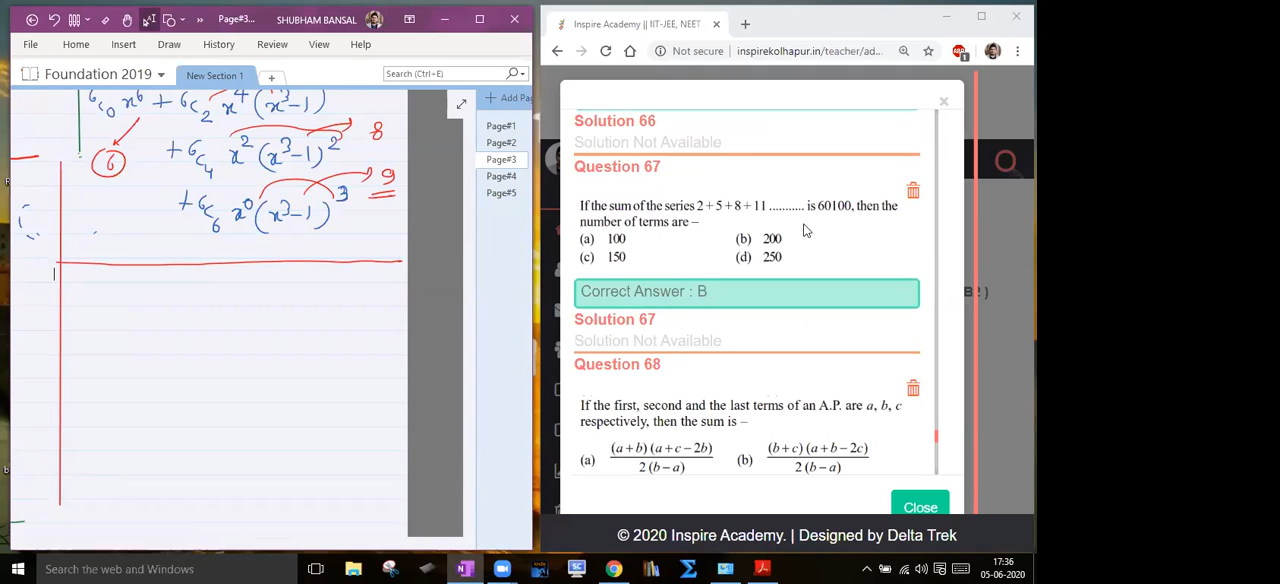 Page#3...
SHUBHAM BANSAL
File Home Insert Draw History Review View Help
Foundation 2019
New Section 1
Search (Ctrl+E)
⁶C₀ x⁶ + ⁶C₂ x⁴ (x³-1)
6
+ ⁶C₄ x² (x³-1)² 8
+ ⁶C₆ x⁰ (x³-1)³ 9
Add Pa
Page#1
Page#2
Page#3
Page#4
Page#5
Inspire Academy || IIT-JEE, NEET
Not secure | inspirekolhapur.in/teacher/ad...
Solution 66
Solution Not Available
Question 67
If the sum of the series 2 + 5 + 8 + 11 ........... is 60100, then the
number of terms are –
(a) 100 (b) 200
(c) 150 (d) 250
Correct Answer : B
Solution 67
Solution Not Available
Question 68
If the first, second and the last terms of an A.P. are a, b, c
respectively, then the sum is –
(a) (a+b)(a+c−2b) / 2(b−a) (b) (b+c)(a+b−2c) / 2(b−a)
B2 )
Close
© 2020 Inspire Academy. | Designed by Delta Trek
Search the web and Windows
17:36
05-06-2020